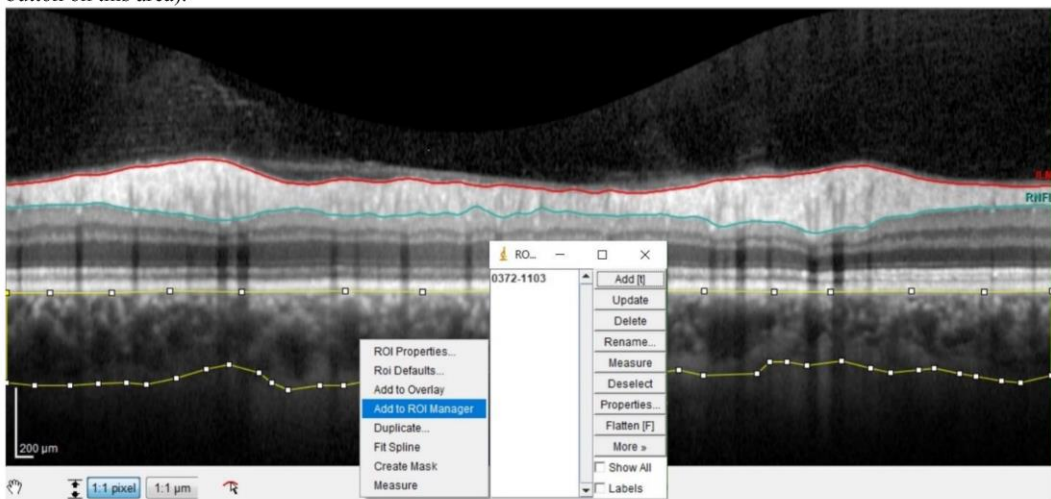 RO...
0372-1103
Add [t]
Update
Delete
Rename...
Measure
Deselect
Properties...
Flatten [F]
More »
Show All
Labels
ROI Properties...
Roi Defaults...
Add to Overlay
Add to ROI Manager
Duplicate...
Fit Spline
Create Mask
Measure
RNFL
200 µm
1:1 pixel
1:1 µm